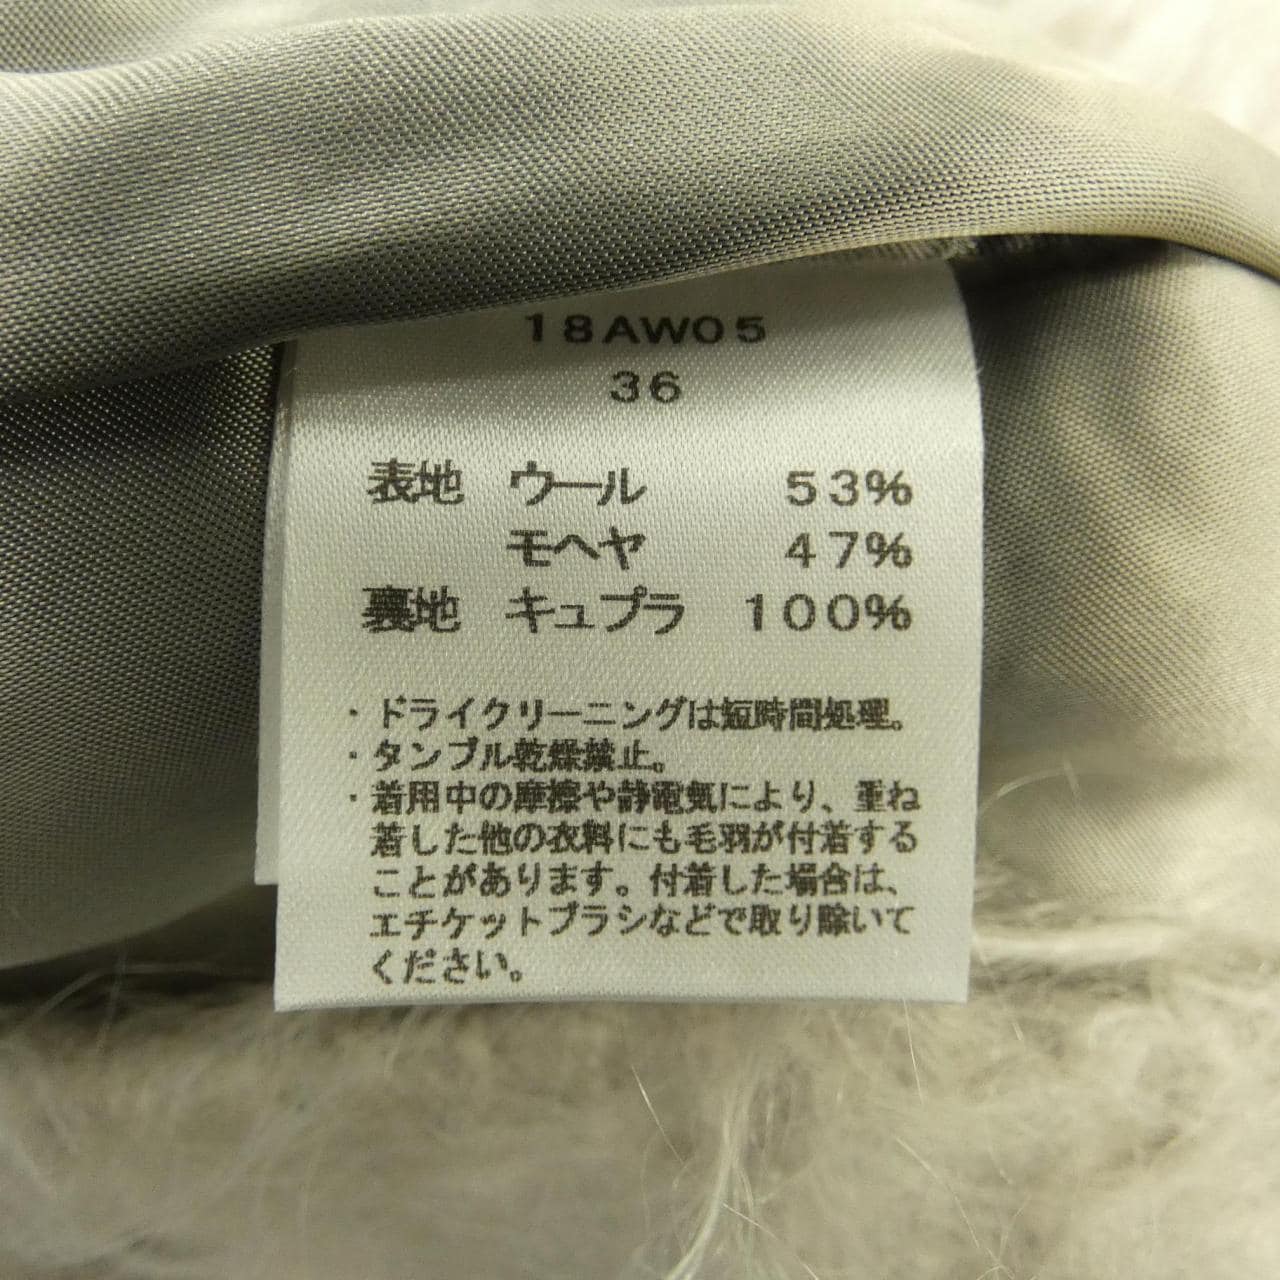 18AW05
36
表地 ウール 53%
モヘヤ 47%
裏地 キュプラ 100%
・ドライクリーニングは短時間処理。
・タンブル乾燥禁止。
・着用中の摩擦や静電気により、重ね
着した他の衣料にも毛羽が付着する
ことがあります。付着した場合は、
エチケットブラシなどで取り除いて
ください。